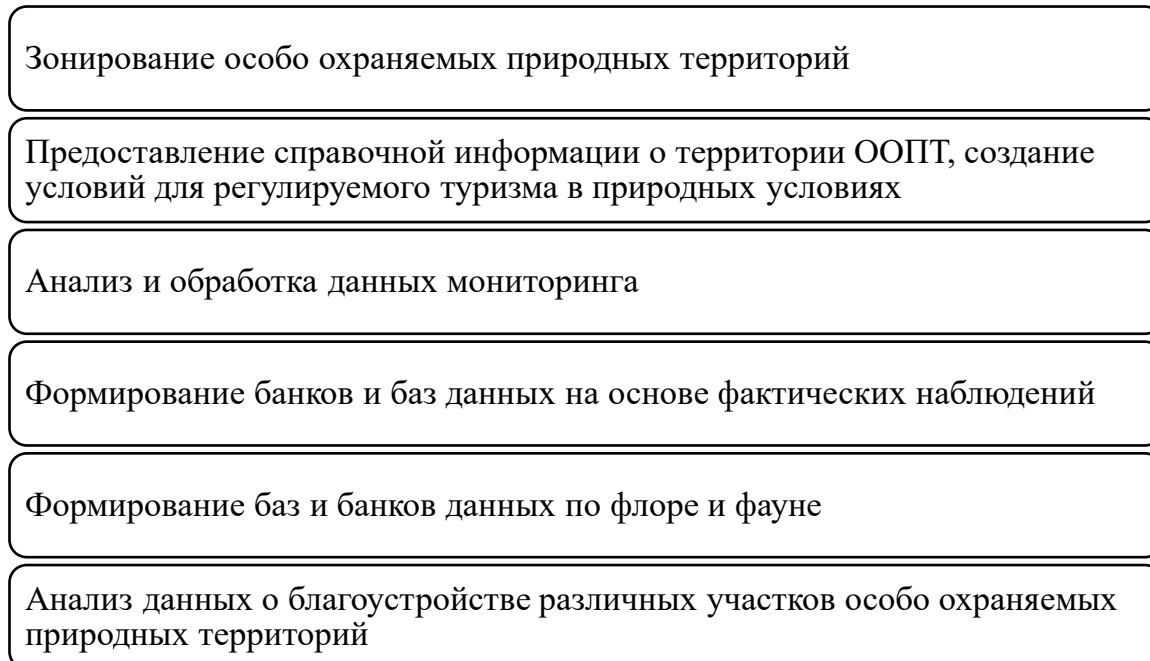 Зонирование особо охраняемых природных территорий
Предоставление справочной информации о территории ООПТ, создание
условий для регулируемого туризма в природных условиях
Анализ и обработка данных мониторинга
Формирование банков и баз данных на основе фактических наблюдений
Формирование баз и банков данных по флоре и фауне
Анализ данных о благоустройстве различных участков особо охраняемых
природных территорий